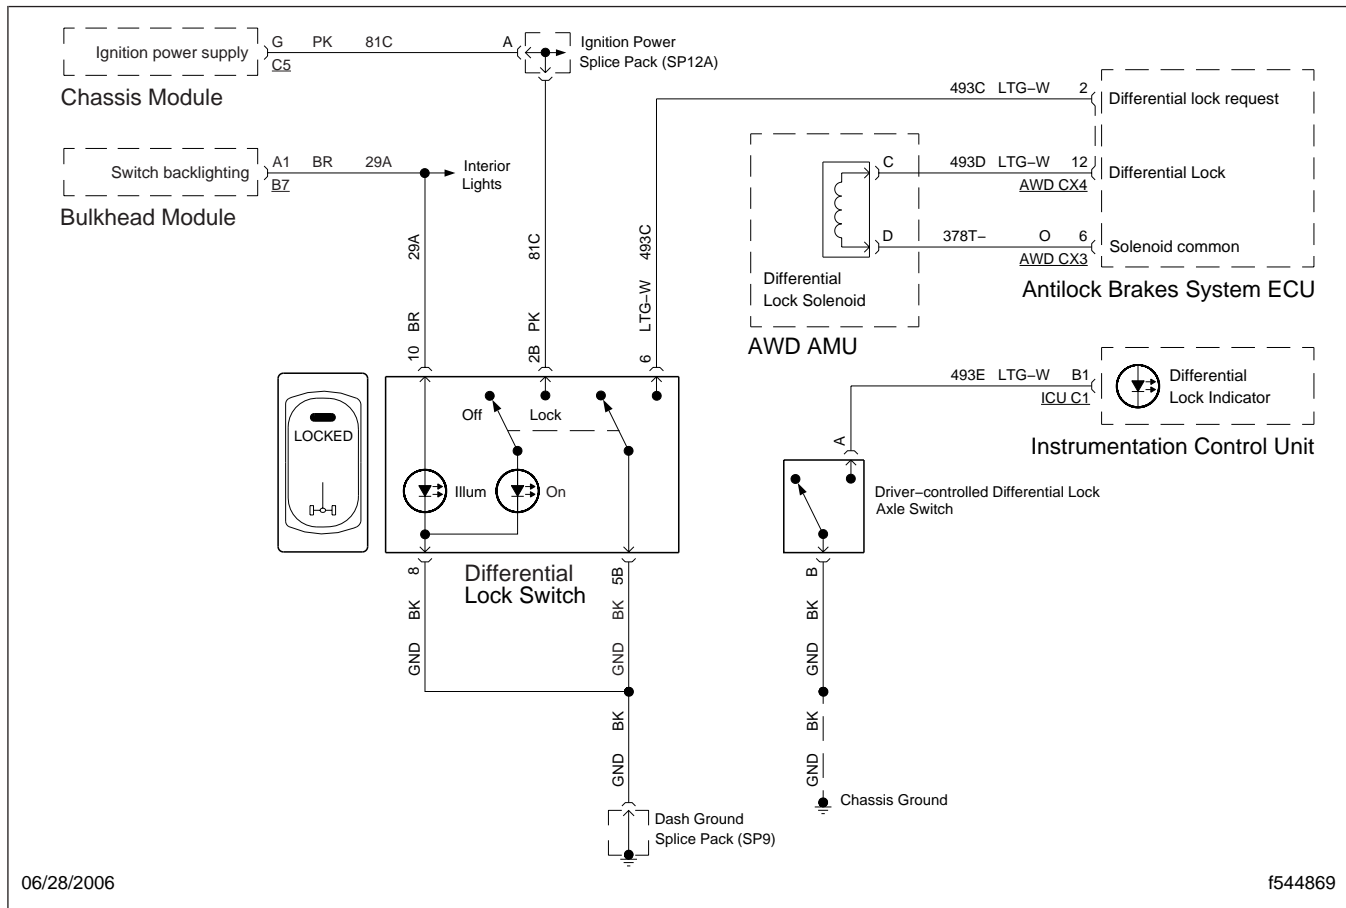 Ignition power supply
G PK 81C A
C5
Chassis Module
Ignition Power
Splice Pack (SP12A)
Switch backlighting
A1 BR 29A
B7
Bulkhead Module
Interior
Lights
29A
BR
10
81C
PK
2B
493C
LTG–W
6
493C LTG–W 2
Differential lock request
C 493D LTG–W 12
AWD CX4
Differential Lock
D 378T– O 6
AWD CX3
Solenoid common
Antilock Brakes System ECU
Differential
Lock Solenoid
AWD AMU
493E LTG–W B1
ICU C1
Differential
Lock Indicator
Instrumentation Control Unit
LOCKED
Off
Lock
Illum
On
Differential
Lock Switch
8
BK
GND
5B
BK
GND
BK
GND
Dash Ground
Splice Pack (SP9)
A
Driver–controlled Differential Lock
Axle Switch
B
BK
GND
BK
GND
Chassis Ground
06/28/2006
f544869